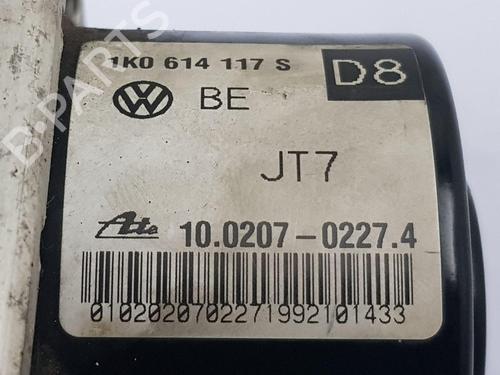 1K0 614 117 S
D8
BE
JT7
Ate 10.0207-0227.4
0102020702271992101433
B-PARTS